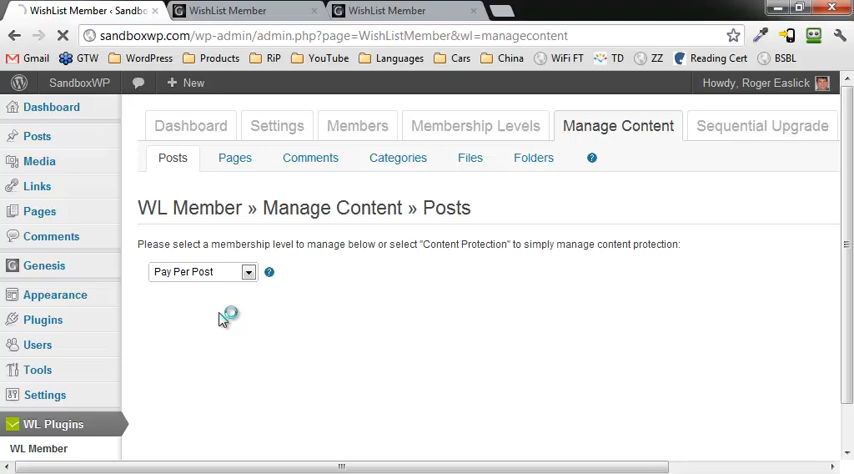 WishList Member ‹ Sandbo
WishList Member
WishList Member
sandboxwp.com/wp-admin/admin.php?page=WishListMember&wl=managecontent
Gmail GTW WordPress Products RiP YouTube Languages Cars China WiFi FT TD ZZ Reading Cert BSBL
SandboxWP + New Howdy, Roger Easlick
Dashboard
Posts
Media
Links
Pages
Comments
Genesis
Appearance
Plugins
Users
Tools
Settings
WL Plugins
WL Member
Dashboard Settings Members Membership Levels Manage Content Sequential Upgrade
Posts Pages Comments Categories Files Folders ?
WL Member » Manage Content » Posts
Please select a membership level to manage below or select "Content Protection" to simply manage content protection:
Pay Per Post ?